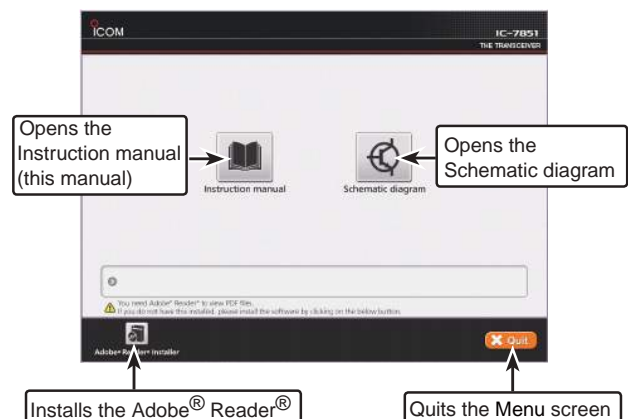 ICOM
IC-7851
THE TRANSCEIVER
Opens the
Instruction manual
(this manual)
Opens the
Schematic diagram
Instruction manual
Schematic diagram
You need Adobe® Reader® to view PDF files.
If you do not have this installed, please install the software by clicking on the below button.
Quit
Adobe® Reader® Installer
Installs the Adobe® Reader®
Quits the Menu screen